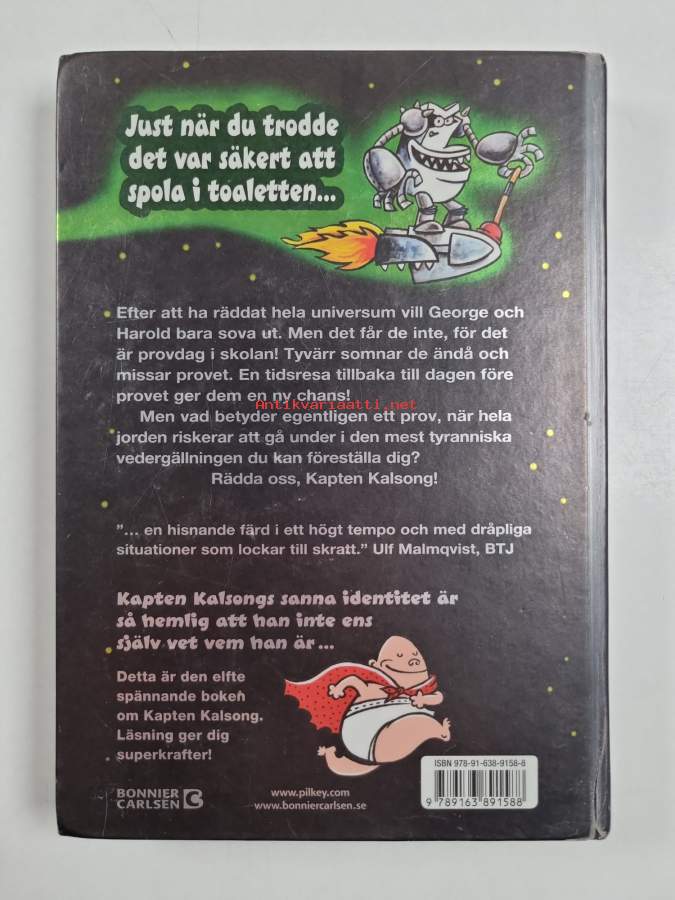 Just när du trodde
det var säkert att
spola i toaletten...
Efter att ha räddat hela universum vill George och
Harold bara sova ut. Men det får de inte, för det
är provdag i skolan! Tyvärr somnar de ändå och
missar provet. En tidsresa tillbaka till dagen före
provet ger dem en ny chans!
Antikvariaatti.net
Men vad betyder egentligen ett prov, när hela
jorden riskerar att gå under i den mest tyranniska
vedergällningen du kan föreställa dig?
Rädda oss, Kapten Kalsong!
”... en hisnande färd i ett högt tempo och med dråpliga
situationer som lockar till skratt.” Ulf Malmqvist, BTJ
Kapten Kalsongs sanna identitet är
så hemlig att han inte ens
själv vet vem han är ...
Detta är den elfte
spännande boken
om Kapten Kalsong.
Läsning ger dig
superkrafter!
ISBN 978-91-638-9158-8
9 789163 891588
BONNIER
CARLSEN
www.pilkey.com
www.bonniercarlsen.se